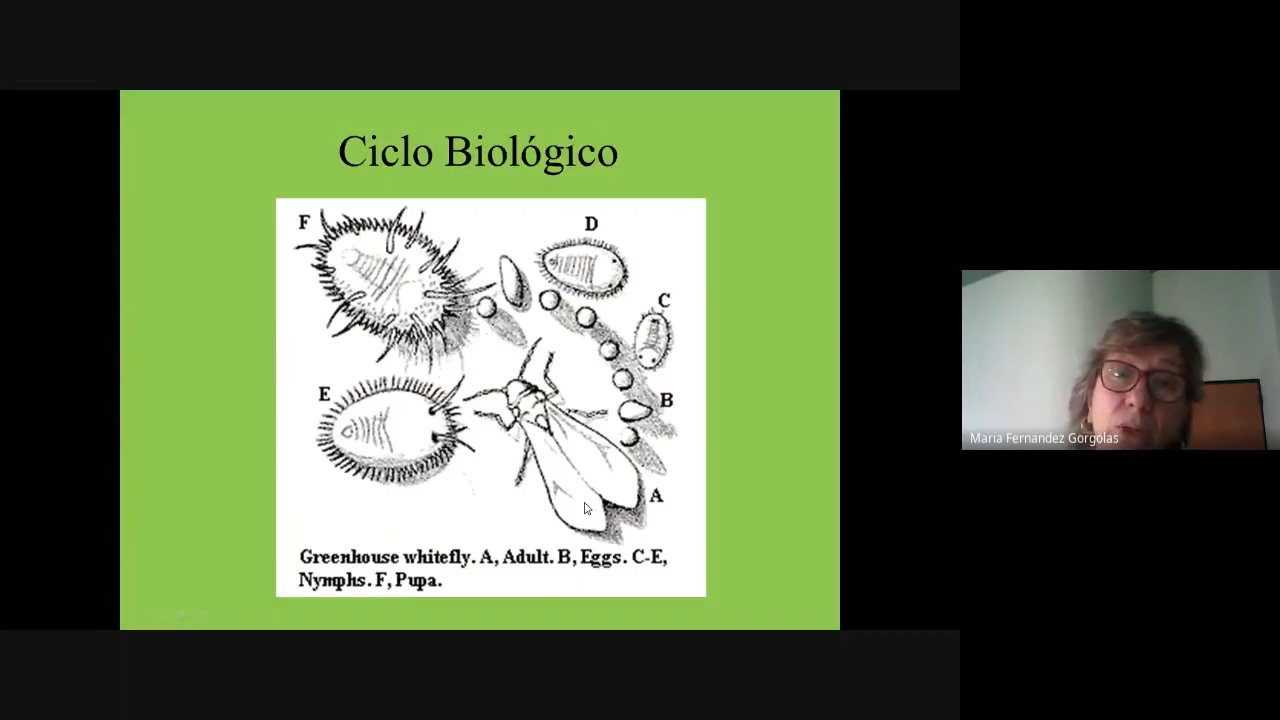 Ciclo Biológico
F
D
C
E
B
A
Greenhouse whitefly. A, Adult. B, Eggs. C-E,
Nymphs. F, Pupa.
Maria Fernandez Gorgolas